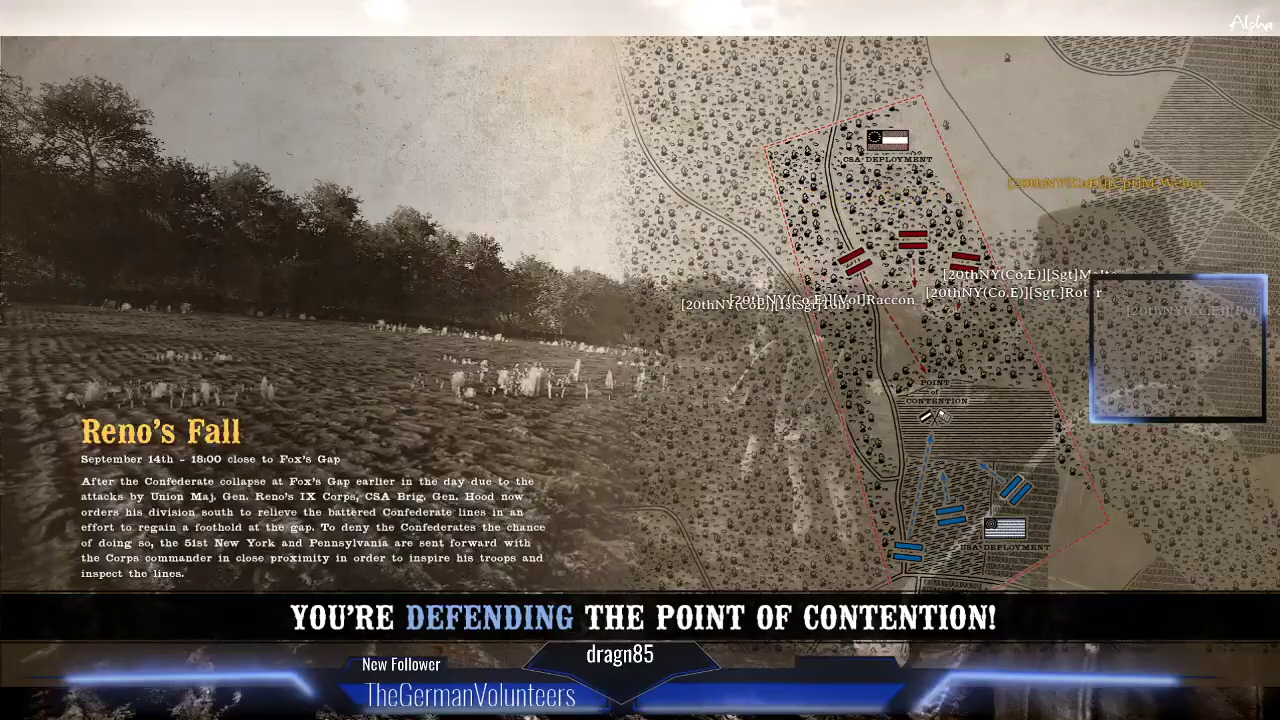 Alpha
CSA DEPLOYMENT
[20thNY(Co.E)][Sgt]
[20thNY(Co.E)][Vol]Raccon
[20thNY(Co.E)][Sgt.]Roter
POINT
OF
CONTENTION
Reno's Fall
September 14th - 18:00 close to Fox's Gap
After the Confederate collapse at Fox's Gap earlier in the day due to the
attacks by Union Maj. Gen. Reno's IX Corps, CSA Brig. Gen. Hood now
orders his division south to relieve the battered Confederate lines in an
effort to regain a foothold at the gap. To deny the Confederates the chance
of doing so, the 51st New York and Pennsylvania are sent forward with
the Corps commander in close proximity in order to inspire his troops and
inspect the lines.
USA DEPLOYMENT
YOU'RE DEFENDING THE POINT OF CONTENTION!
dragn85
New Follower
TheGermanVolunteers